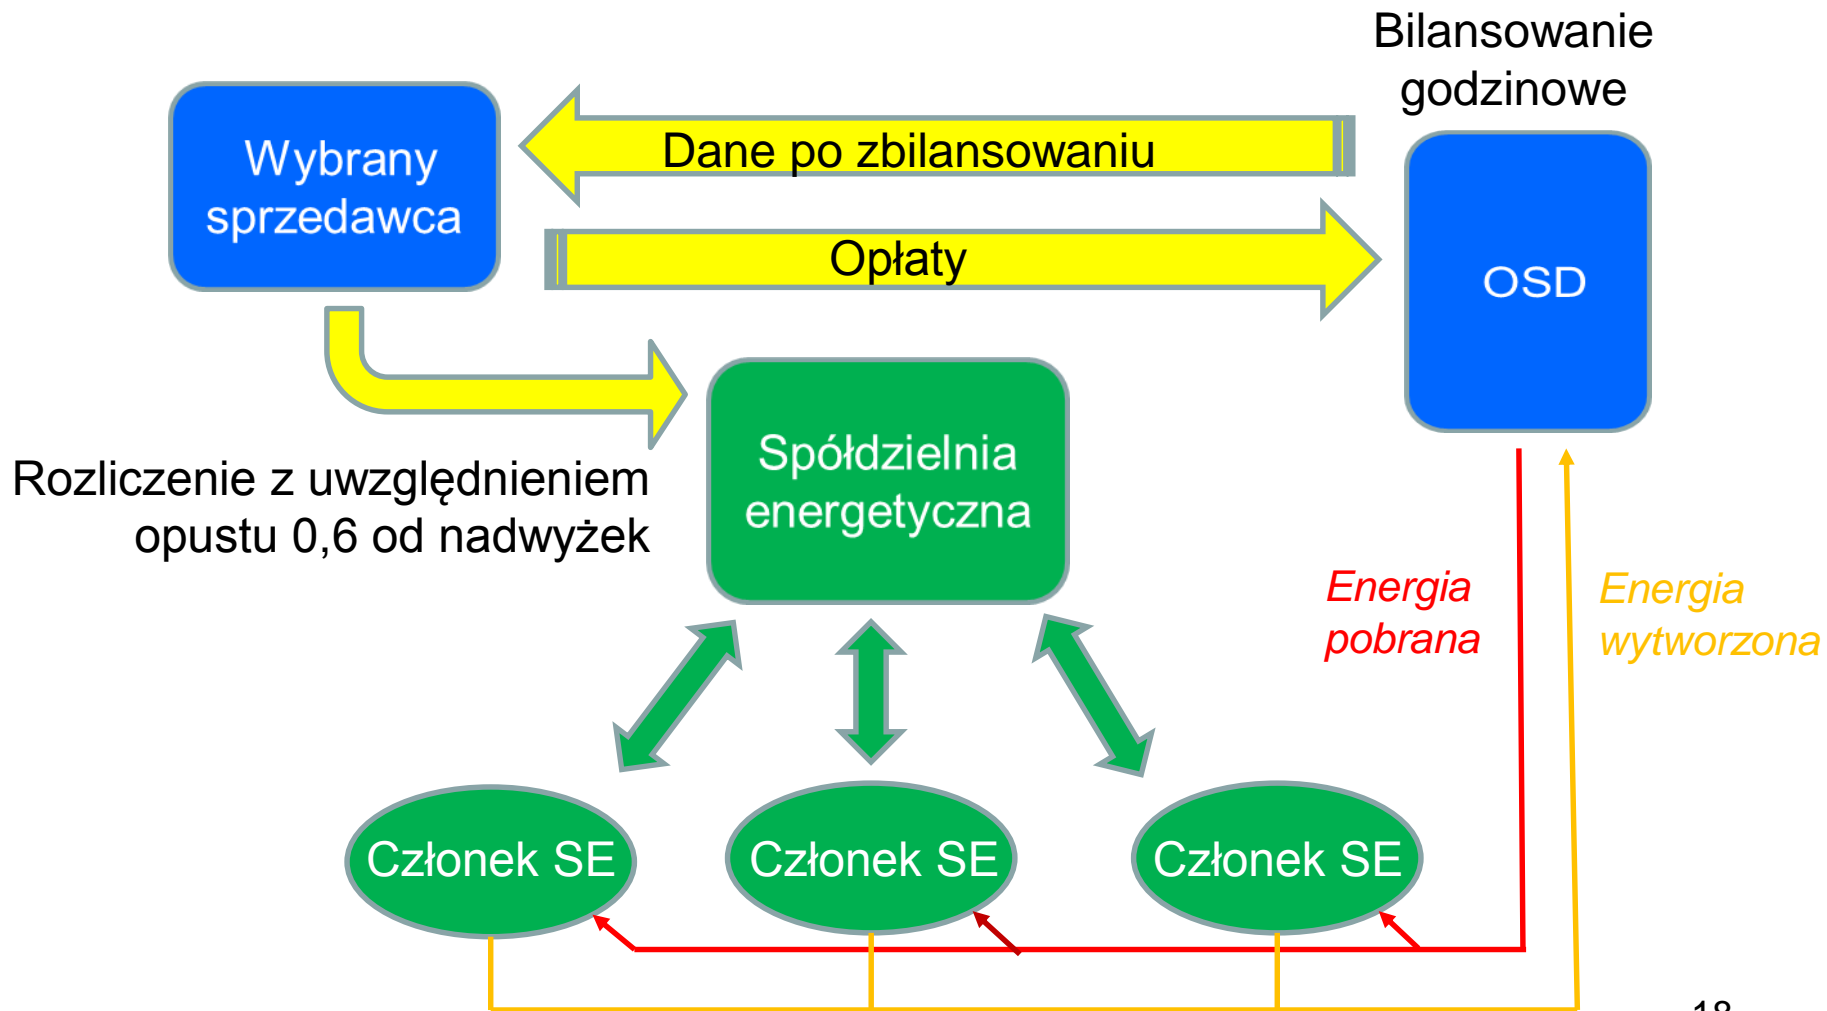 Bilansowanie
godzinowe
Wybrany
sprzedawca
Dane po zbilansowaniu
Opłaty
OSD
Spółdzielnia
energetyczna
Rozliczenie z uwzględnieniem
opustu 0,6 od nadwyżek
Energia
pobrana
Energia
wytworzona
Członek SE
Członek SE
Członek SE
18